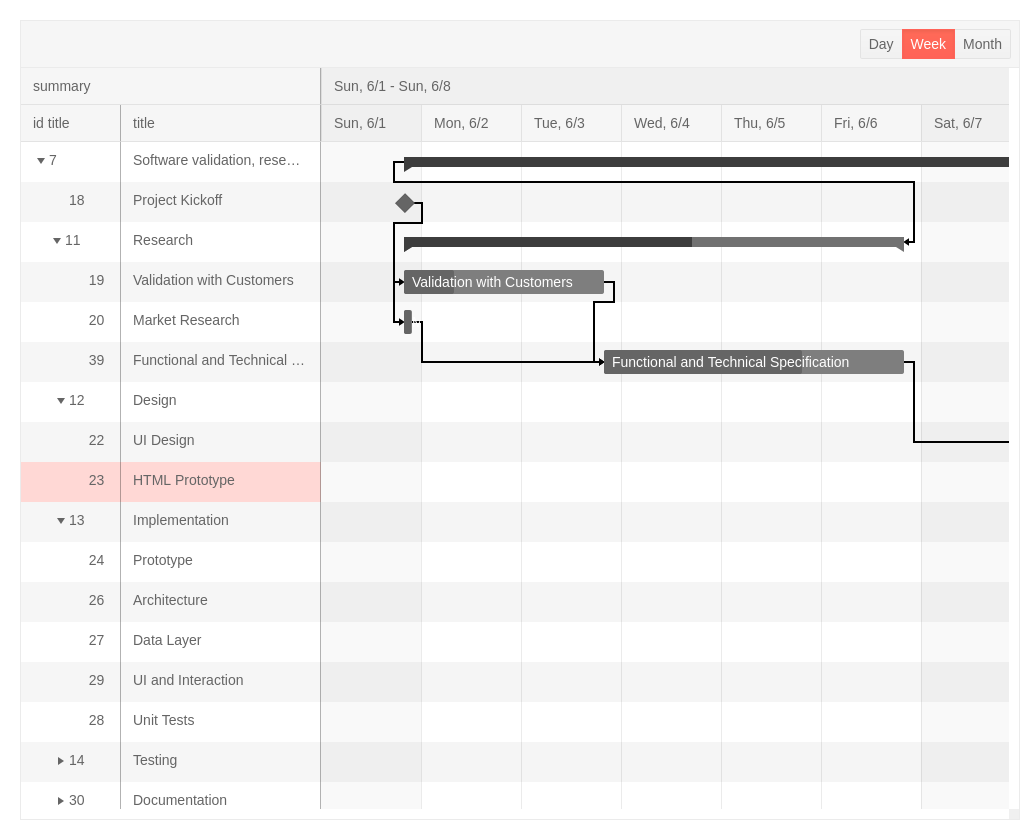 Day Week Month
summary Sun, 6/1 - Sun, 6/8
id title title Sun, 6/1 Mon, 6/2 Tue, 6/3 Wed, 6/4 Thu, 6/5 Fri, 6/6 Sat, 6/7
7 Software validation, rese…
18 Project Kickoff
11 Research
19 Validation with Customers Validation with Customers
20 Market Research
39 Functional and Technical … Functional and Technical Specification
12 Design
22 UI Design
23 HTML Prototype
13 Implementation
24 Prototype
26 Architecture
27 Data Layer
29 UI and Interaction
28 Unit Tests
14 Testing
30 Documentation